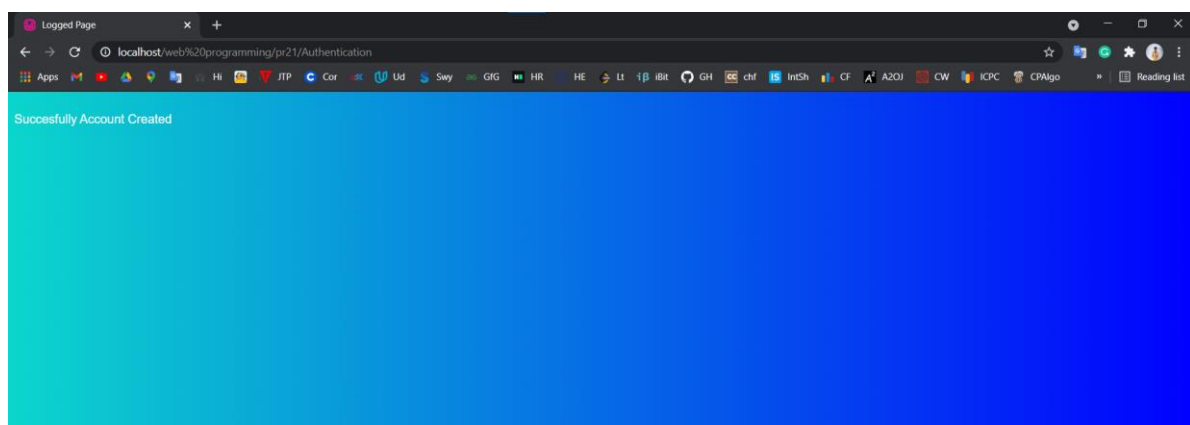 Logged Page
localhost/web%20programming/pr21/Authentication
Apps Hi JTP Cor Ud Swy GfG HR HE Lt iBit GH chf IntSh CF A2OJ CW ICPC CPAlgo » Reading list
Succesfully Account Created